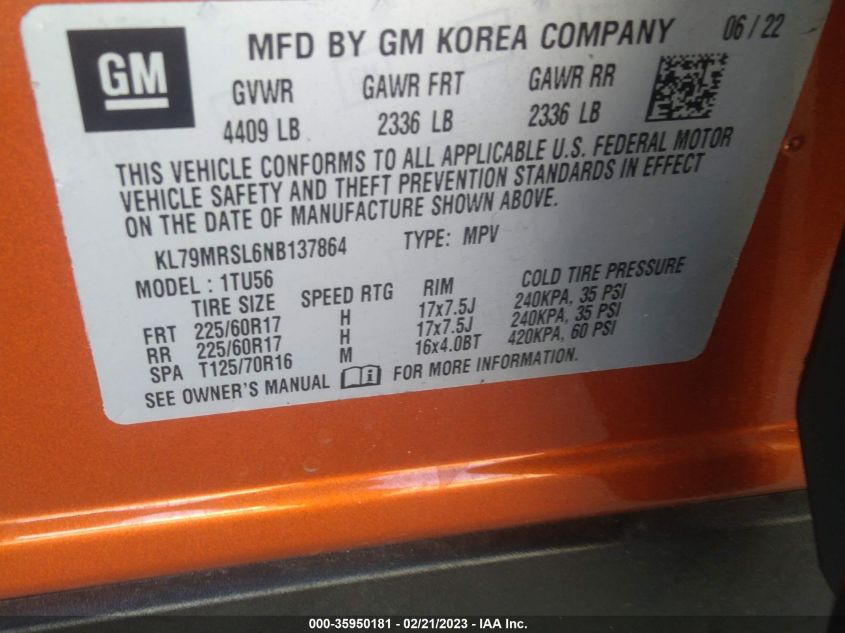 GM
MFD BY GM KOREA COMPANY 06 / 22
GVWR GAWR FRT GAWR RR
4409 LB 2336 LB 2336 LB
THIS VEHICLE CONFORMS TO ALL APPLICABLE U.S. FEDERAL MOTOR
VEHICLE SAFETY AND THEFT PREVENTION STANDARDS IN EFFECT
ON THE DATE OF MANUFACTURE SHOWN ABOVE.
KL79MRSL6NB137864 TYPE: MPV
MODEL : 1TU56
TIRE SIZE SPEED RTG RIM COLD TIRE PRESSURE
FRT 225/60R17 H 17x7.5J 240KPA, 35 PSI
RR 225/60R17 H 17x7.5J 240KPA, 35 PSI
SPA T125/70R16 M 16x4.0BT 420KPA, 60 PSI
SEE OWNER'S MANUAL i FOR MORE INFORMATION.
000-35950181 - 02/21/2023 - IAA Inc.